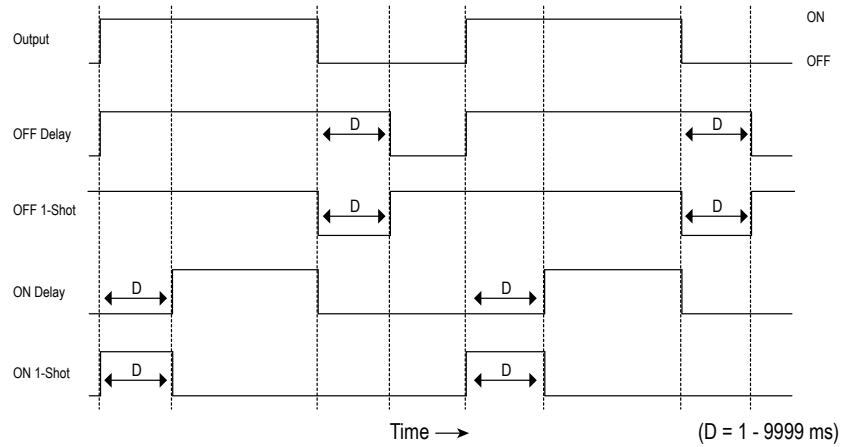 Output
ON
OFF
OFF Delay
D
D
OFF 1-Shot
D
D
ON Delay
D
D
ON 1-Shot
D
D
Time
(D = 1 - 9999 ms)